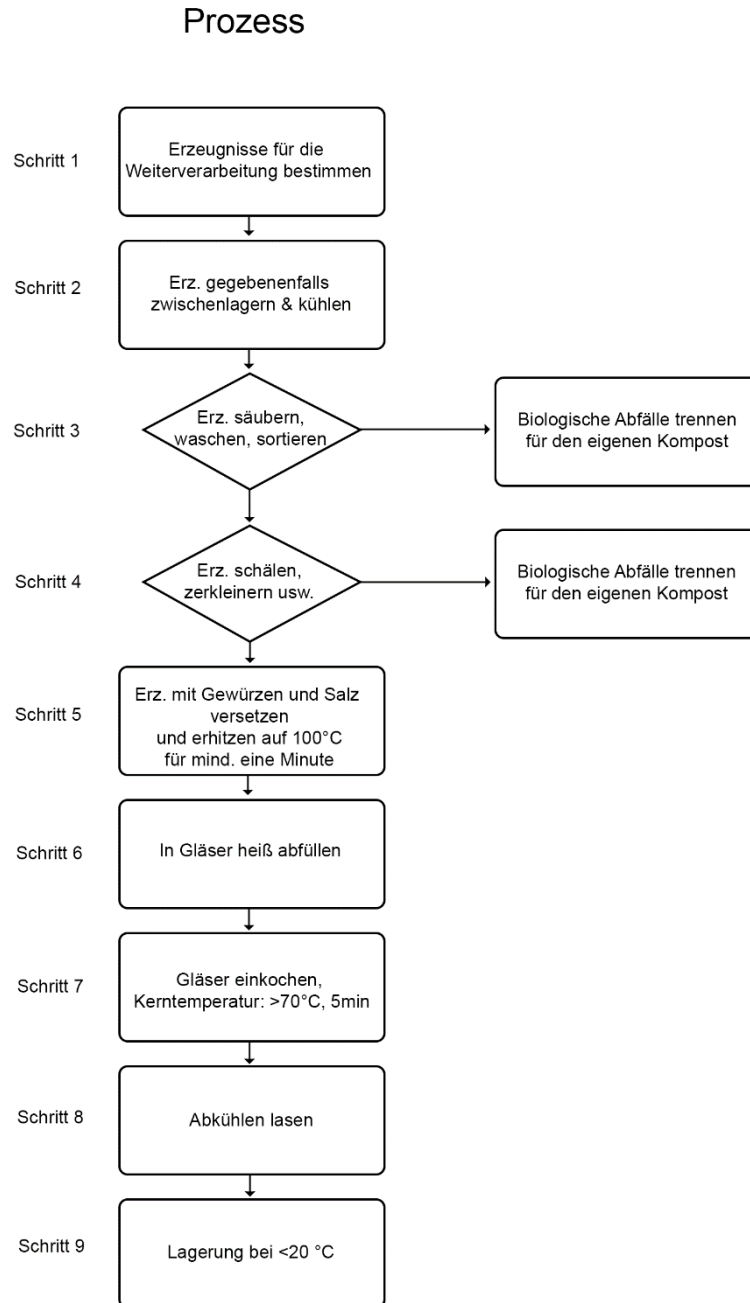 Prozess
Schritt 1
Erzeugnisse für die
Weiterverarbeitung bestimmen
Schritt 2
Erz. gegebenenfalls
zwischenlagern & kühlen
Schritt 3
Erz. säubern,
waschen, sortieren
Biologische Abfälle trennen
für den eigenen Kompost
Schritt 4
Erz. schälen,
zerkleinern usw.
Biologische Abfälle trennen
für den eigenen Kompost
Schritt 5
Erz. mit Gewürzen und Salz
versetzen
und erhitzen auf 100°C
für mind. eine Minute
Schritt 6
In Gläser heiß abfüllen
Schritt 7
Gläser einkochen,
Kerntemperatur: >70°C, 5min
Schritt 8
Abkühlen lasen
Schritt 9
Lagerung bei <20 °C